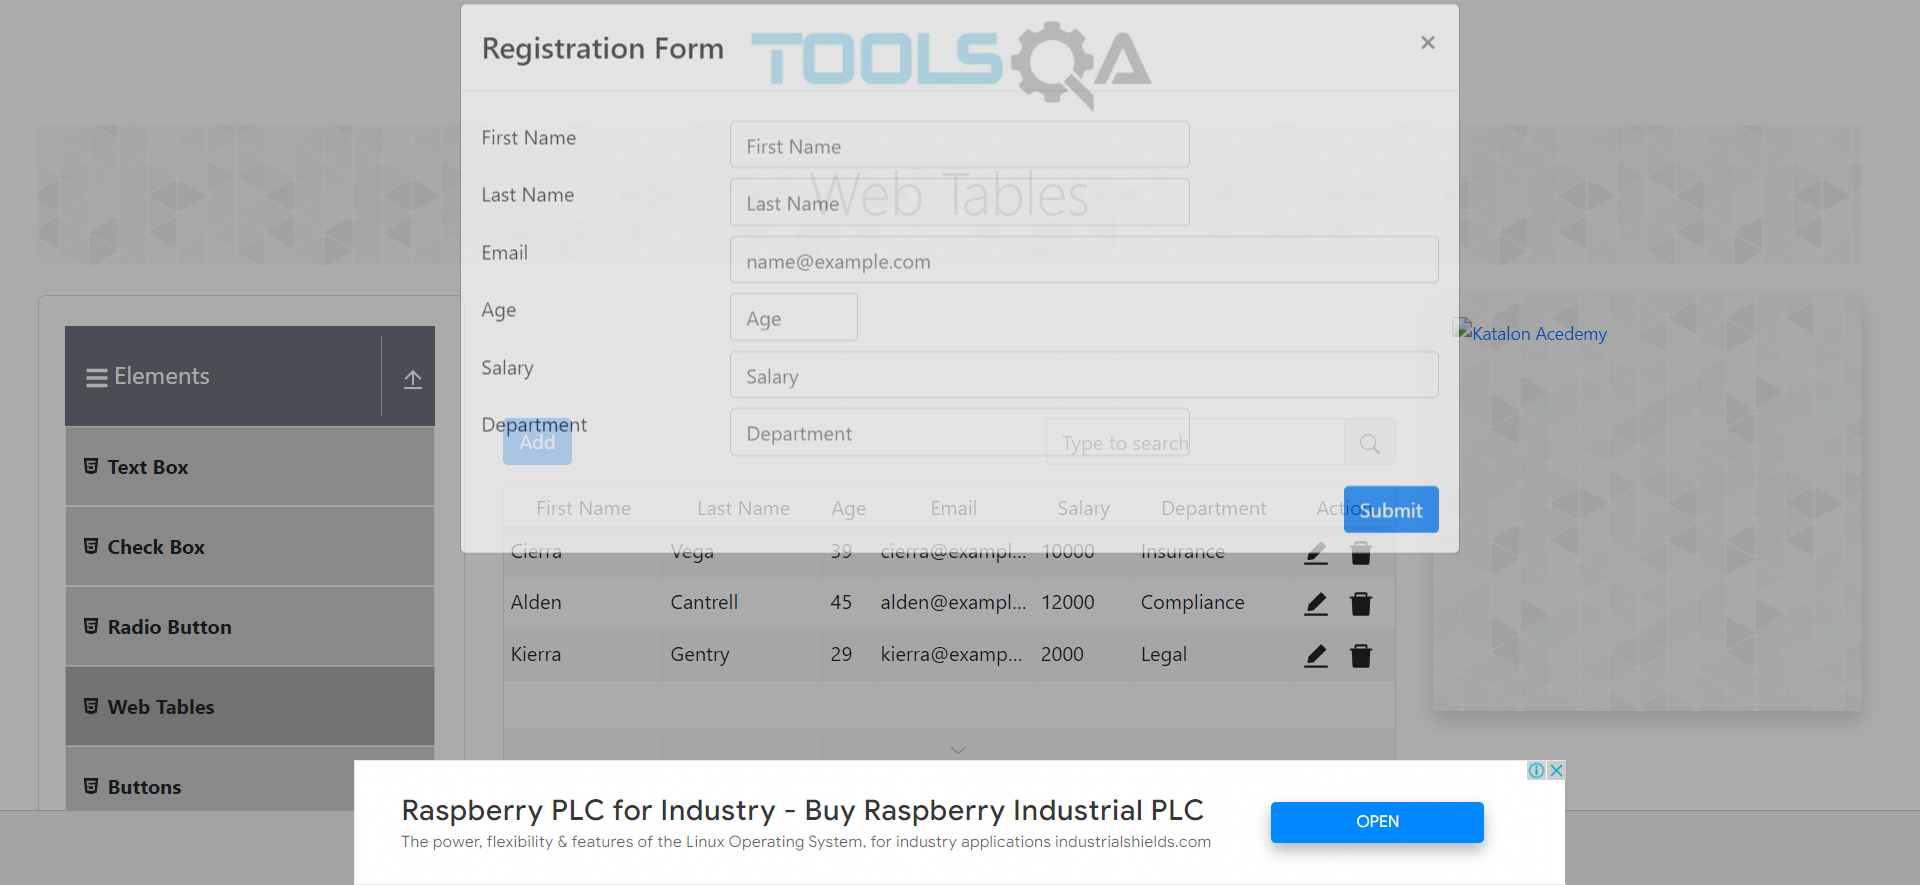 Registration Form
TOOLSQA
×
First Name
First Name
Last Name
Last Name
Web Tables
Email
name@example.com
Age
Age
Salary
Salary
Department
Department
Submit
Katalon Acedemy
Elements
Text Box
Check Box
Radio Button
Web Tables
Buttons
Add
Type to search
First Name Last Name Age Email Salary Department Action
Cierra Vega 39 cierra@exampl... 10000 Insurance
Alden Cantrell 45 alden@exampl... 12000 Compliance
Kierra Gentry 29 kierra@examp... 2000 Legal
Raspberry PLC for Industry - Buy Raspberry Industrial PLC
The power, flexibility & features of the Linux Operating System, for industry applications industrialshields.com
OPEN